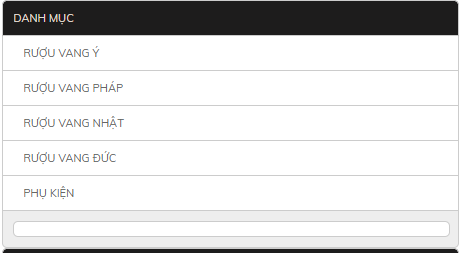 DANH MỤC
RƯỢU VANG Ý
RƯỢU VANG PHÁP
RƯỢU VANG NHẬT
RƯỢU VANG ĐỨC
PHỤ KIỆN